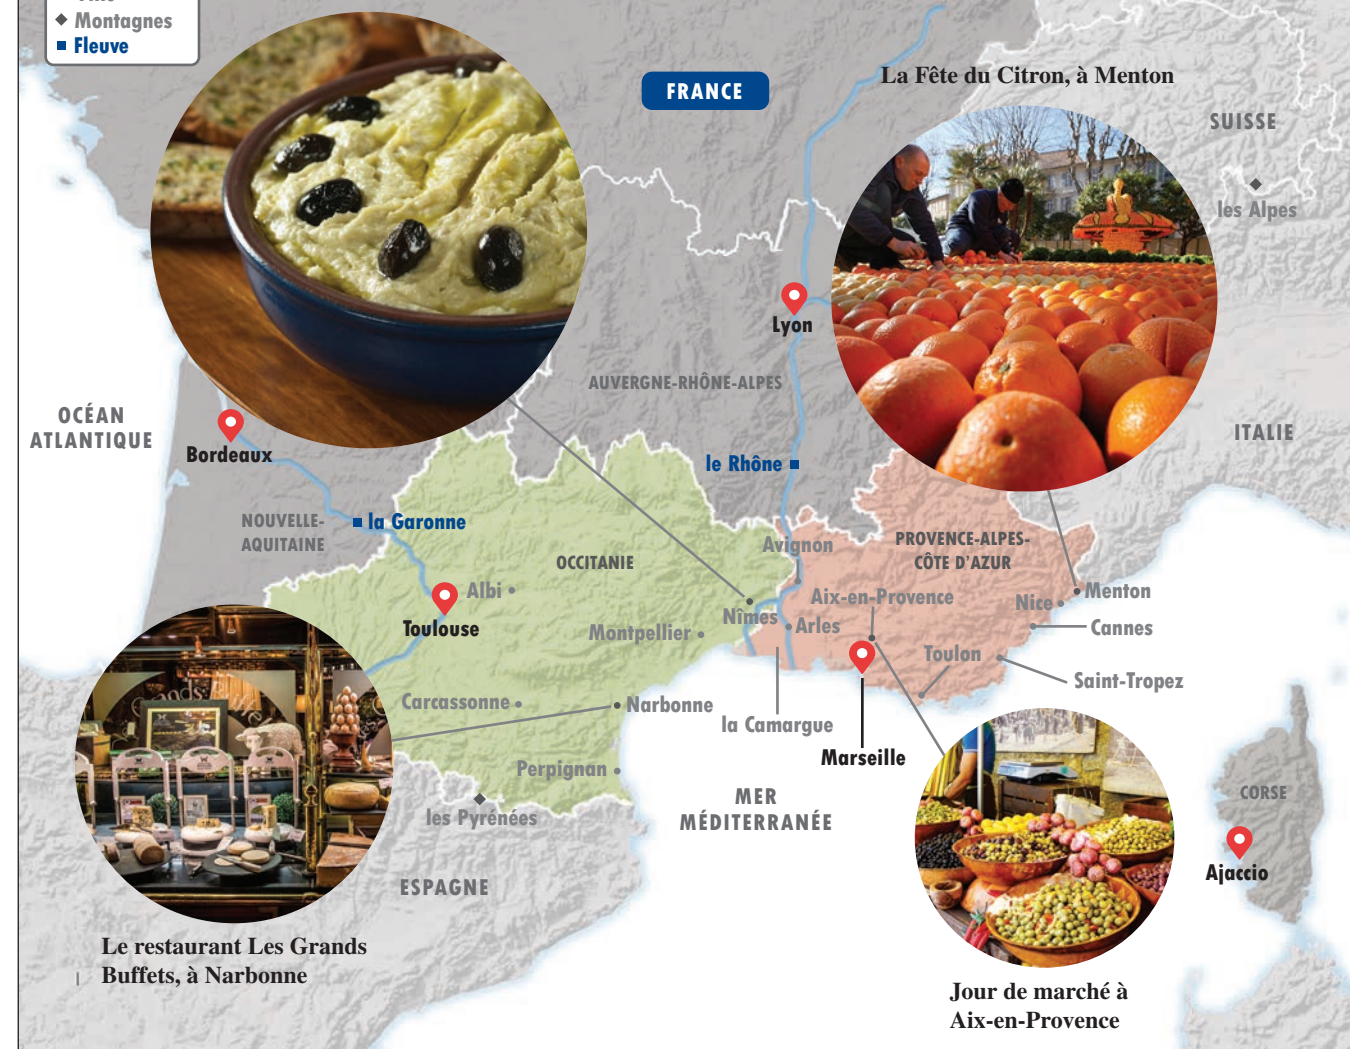 Montagnes
Fleuve
FRANCE
La Fête du Citron, à Menton
SUISSE
les Alpes
Lyon
AUVERGNE-RHÔNE-ALPES
OCÉAN
ATLANTIQUE
ITALIE
Bordeaux
le Rhône
NOUVELLE-
AQUITAINE
la Garonne
Avignon
PROVENCE-ALPES-
CÔTE D'AZUR
OCCITANIE
Albi
Aix-en-Provence
Menton
Nice
Nîmes
Arles
Cannes
Toulouse
Montpellier
Toulon
Saint-Tropez
Carcassonne
Narbonne
la Camargue
Marseille
Perpignan
MER
MÉDITERRANÉE
CORSE
les Pyrénées
Ajaccio
ESPAGNE
Le restaurant Les Grands
Buffets, à Narbonne
Jour de marché à
Aix-en-Provence